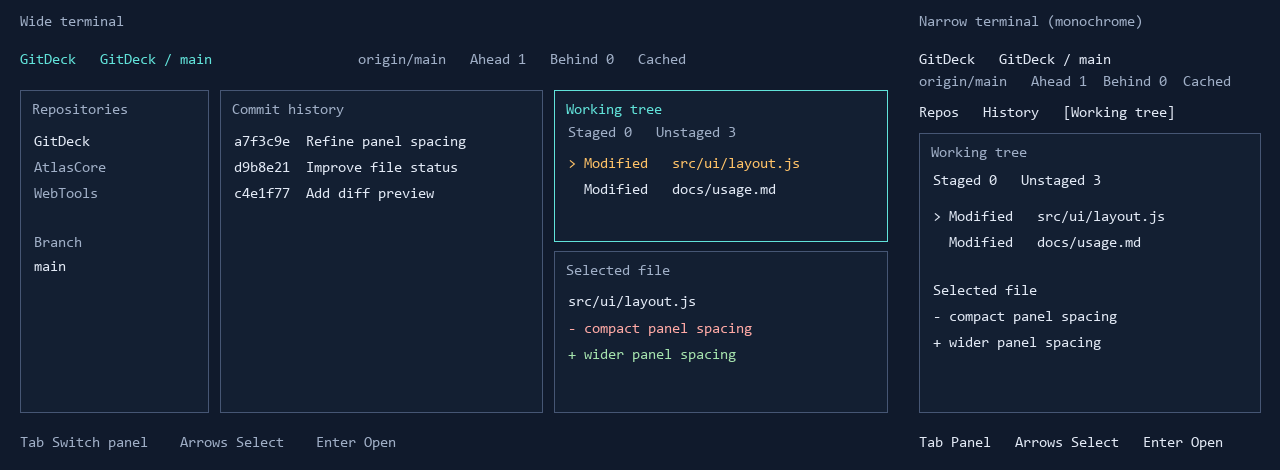 Wide terminal
GitDeck GitDeck / main origin/main Ahead 1 Behind 0 Cached
Repositories
GitDeck
AtlasCore
WebTools
Branch
main
Commit history
a7f3c9e Refine panel spacing
d9b8e21 Improve file status
c4e1f77 Add diff preview
Working tree
Staged 0 Unstaged 3
> Modified src/ui/layout.js
Modified docs/usage.md
Selected file
src/ui/layout.js
- compact panel spacing
+ wider panel spacing
Tab Switch panel Arrows Select Enter Open
Narrow terminal (monochrome)
GitDeck GitDeck / main
origin/main Ahead 1 Behind 0 Cached
Repos History [Working tree]
Working tree
Staged 0 Unstaged 3
> Modified src/ui/layout.js
Modified docs/usage.md
Selected file
- compact panel spacing
+ wider panel spacing
Tab Panel Arrows Select Enter Open